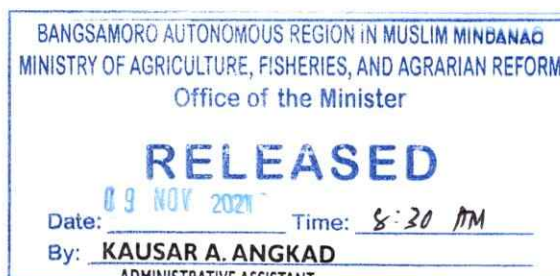 BANGSAMORO AUTONOMOUS REGION IN MUSLIM MINDANAO
MINISTRY OF AGRICULTURE, FISHERIES, AND AGRARIAN REFORM
Office of the Minister
RELEASED
Date: 09 NOV 2021 Time: 8:30 AM
By: KAUSAR A. ANGKAD
ADMINISTRATIVE ASSISTANT